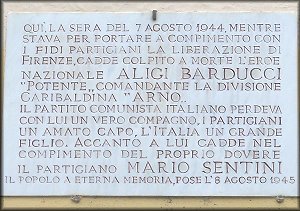 QUI, LA SERA DEL 7 AGOSTO 1944, MENTRE
STAVA PER PORTARE A COMPIMENTO CON
I FIDI PARTIGIANI LA LIBERAZIONE DI
FIRENZE, CADDE COLPITO A MORTE L'EROE
NAZIONALE ALIGI BARDUCCI
"POTENTE", COMANDANTE LA DIVISIONE
GARIBALDINA "ARNO".
IL PARTITO COMUNISTA ITALIANO PERDEVA
CON LUI UN VERO COMPAGNO, I PARTIGIANI
UN AMATO CAPO, L'ITALIA UN GRANDE
FIGLIO. ACCANTO A LUI CADDE NEL
COMPIMENTO DEL PROPRIO DOVERE
IL PARTIGIANO MARIO SENTINI
IL POPOLO A ETERNA MEMORIA, POSE L'8 AGOSTO 1945